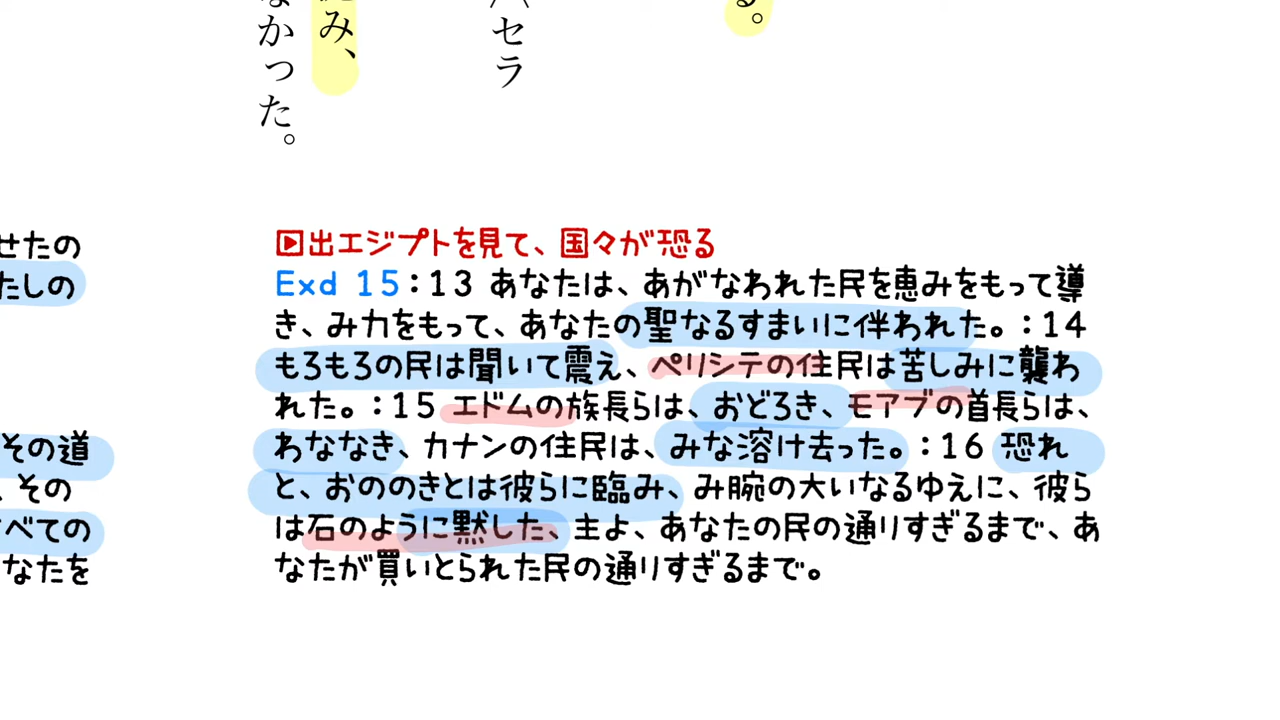 る。
ハセラ
み、
なかった。
せたの
たしの
その道
、その
べての
なたを
▶出エジプトを見て、国々が恐る
Exd 15：13 あなたは、あがなわれた民を恵みをもって導
き、み力をもって、あなたの聖なるすまいに伴われた。：14
もろもろの民は聞いて震え、ペリシテの住民は苦しみに襲わ
れた。：15 エドムの族長らは、おどろき、モアブの首長らは、
わななき、カナンの住民は、みな溶け去った。：16 恐れ
と、おののきとは彼らに臨み、み腕の大いなるゆえに、彼ら
は石のように黙した、主よ、あなたの民の通りすぎるまで、あ
なたが買いとられた民の通りすぎるまで。